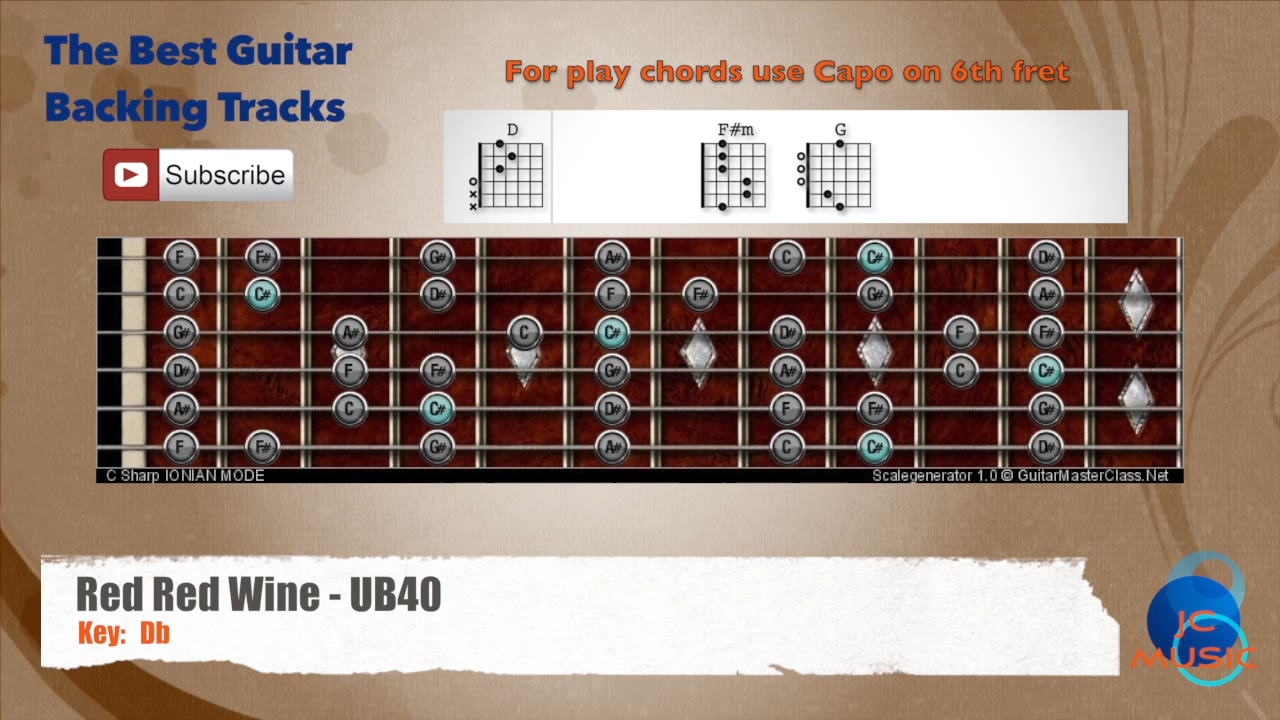 The Best Guitar
Backing Tracks
Subscribe
For play chords use Capo on 6th fret
D F#m G
F F# G# A# C C# D#
C C# D# F F# G# A#
G# A# C C# D# F F#
D# F F# G# A# C C#
A# C C# D# F F# G#
F F# G# A# C C# D#
C Sharp IONIAN MODE
Scalegenerator 1.0 © GuitarMasterClass.Net
Red Red Wine - UB40
Key: Db
JC
MUSIC